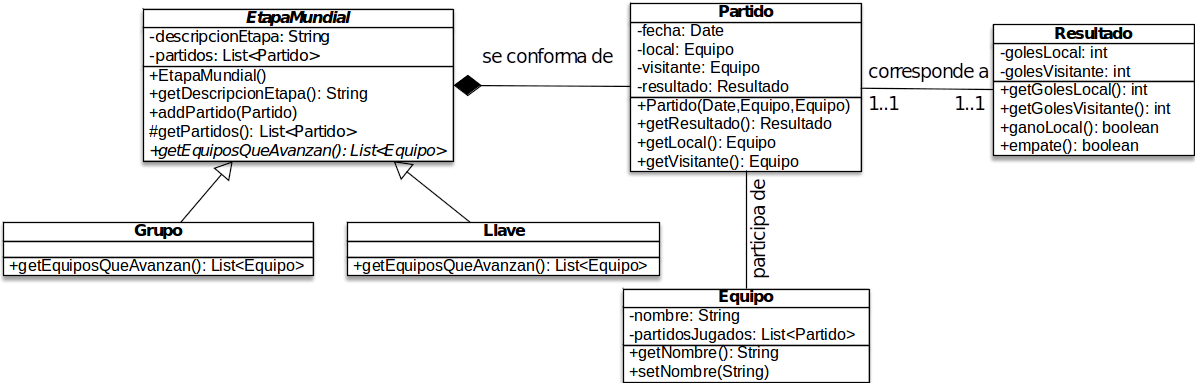 EtapaMundial
-descripcionEtapa: String
-partidos: List<Partido>
+EtapaMundial()
+getDescripcionEtapa(): String
+addPartido(Partido)
#getPartidos(): List<Partido>
+getEquiposQueAvanzan(): List<Equipo>
se conforma de
Partido
-fecha: Date
-local: Equipo
-visitante: Equipo
-resultado: Resultado
+Partido(Date,Equipo,Equipo)
+getResultado(): Resultado
+getLocal(): Equipo
+getVisitante(): Equipo
corresponde a
1..1
1..1
Resultado
-golesLocal: int
-golesVisitante: int
+getGolesLocal(): int
+getGolesVisitante(): int
+ganoLocal(): boolean
+empate(): boolean
Grupo
+getEquiposQueAvanzan(): List<Equipo>
Llave
+getEquiposQueAvanzan(): List<Equipo>
participa de
Equipo
-nombre: String
-partidosJugados: List<Partido>
+getNombre(): String
+setNombre(String)